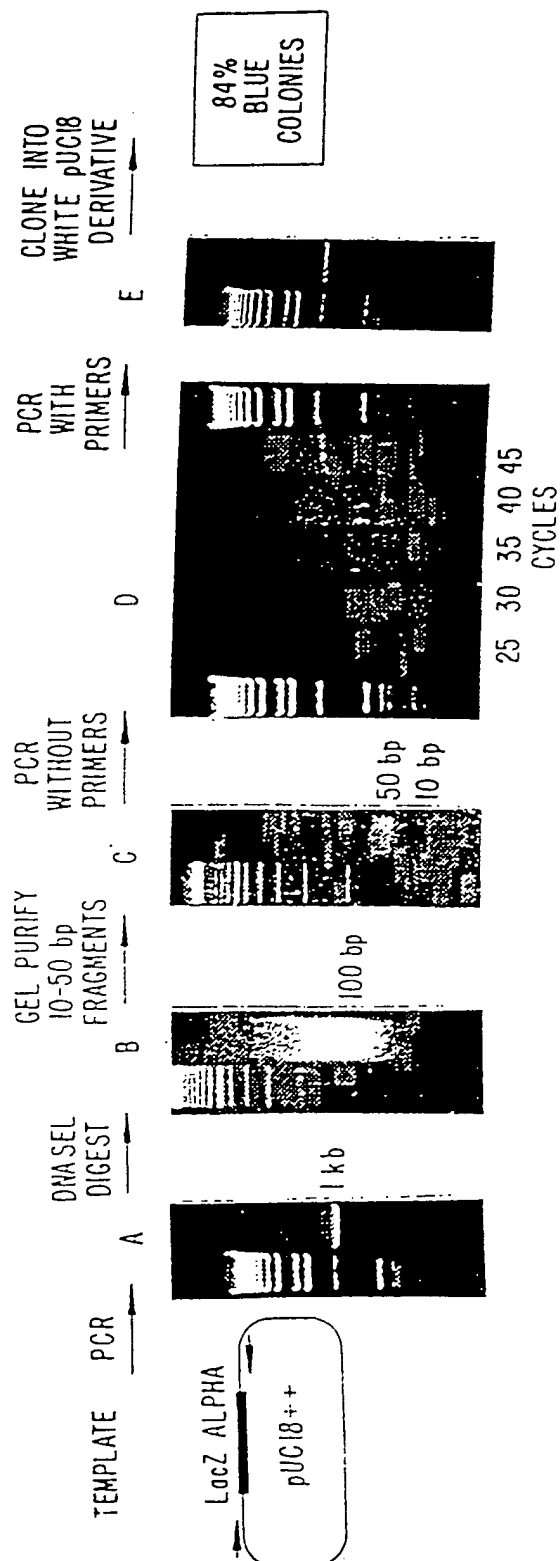 TEMPLATE
PCR
DNASEL
DIGEST
GEL PURIFY
10-50 bp
FRAGMENTS
PCR
WITHOUT
PRIMERS
PCR
WITH
PRIMERS
CLONE INTO
WHITE pUC18
DERIVATIVE
A
B
C
D
E
LacZ ALPHA
pUC18++
1 kb
100 bp
50 bp
10 bp
25 30 35 40 45
CYCLES
84%
BLUE
COLONIES